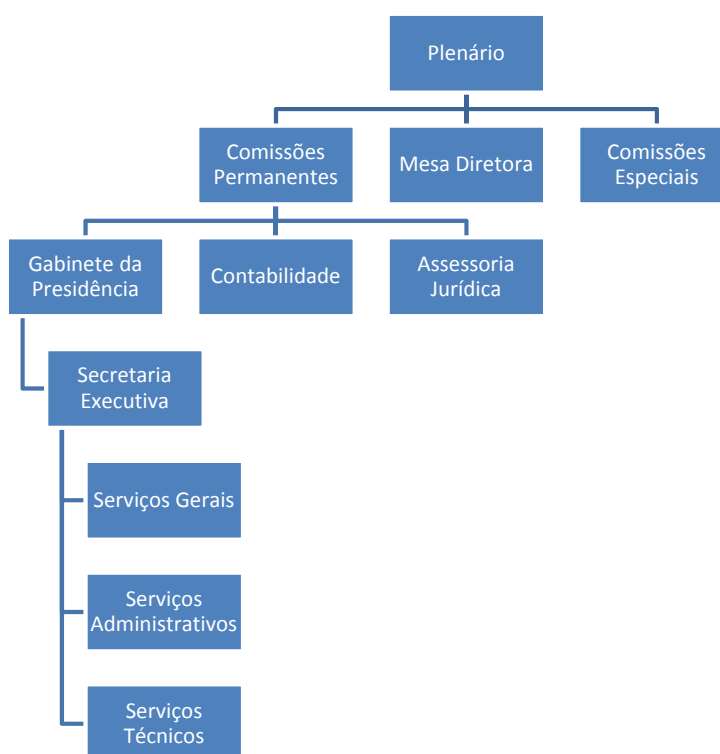 Plenário
Comissões
Permanentes
Mesa Diretora
Comissões
Especiais
Gabinete da
Presidência
Contabilidade
Assessoria
Jurídica
Secretaria
Executiva
Serviços Gerais
Serviços
Administrativos
Serviços
Técnicos